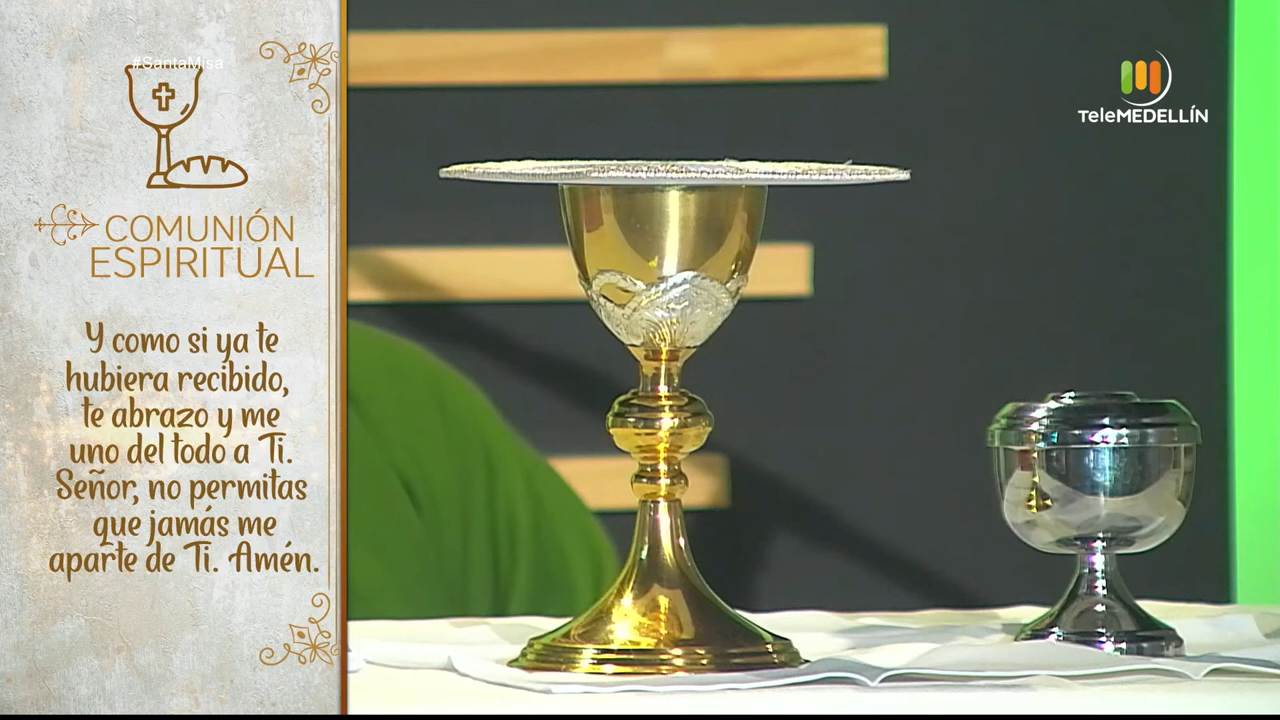 #SantaMisa
COMUNIÓN
ESPIRITUAL
Y como si ya te
hubiera recibido,
te abrazo y me
uno del todo a Ti.
Señor, no permitas
que jamás me
aparte de Ti. Amén.
TeleMEDELLÍN